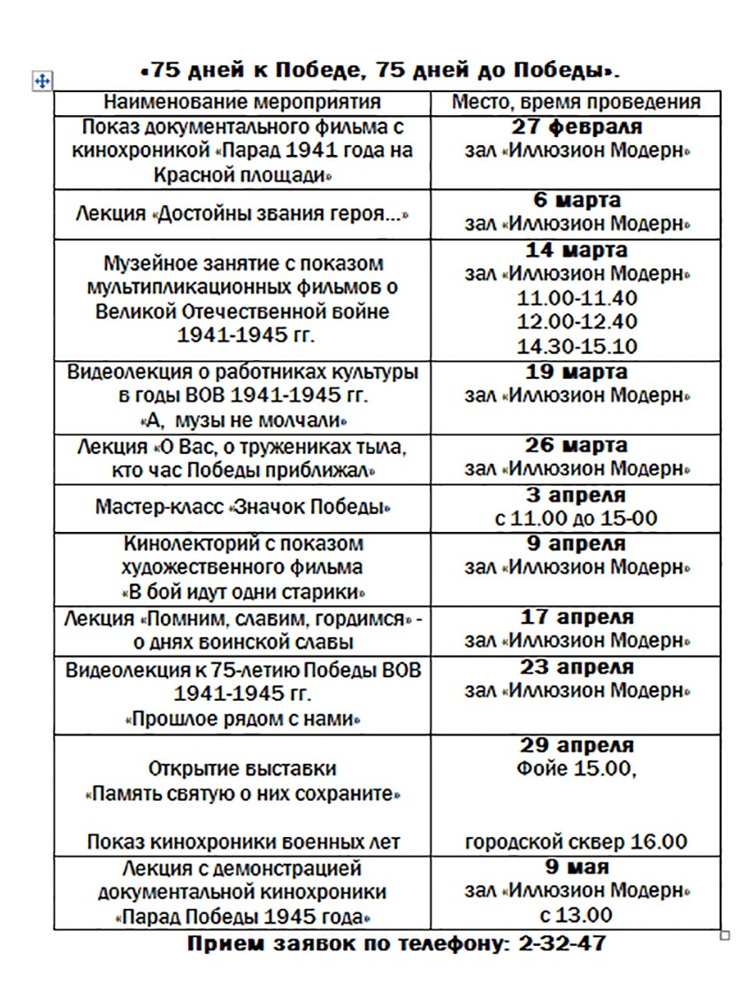 «75 дней к Победе, 75 дней до Победы».
Наименование мероприятия
Место, время проведения
Показ документального фильма с
кинохроникой «Парад 1941 года на
Красной площади»
27 февраля
зал «Иллюзион Модерн»
Лекция «Достойны звания героя...»
6 марта
зал «Иллюзион Модерн»
Музейное занятие с показом
мультипликационных фильмов о
Великой Отечественной войне
1941-1945 гг.
14 марта
зал «Иллюзион Модерн»
11.00-11.40
12.00-12.40
14.30-15.10
Видеолекция о работниках культуры
в годы ВОВ 1941-1945 гг.
«А, музы не молчали»
19 марта
зал «Иллюзион Модерн»
Лекция «О Вас, о тружениках тыла,
кто час Победы приближал»
26 марта
зал «Иллюзион Модерн»
Мастер-класс «Значок Победы»
3 апреля
с 11.00 до 15-00
Кинолекторий с показом
художественного фильма
«В бой идут одни старики»
9 апреля
зал «Иллюзион Модерн»
Лекция «Помним, славим, гордимся» -
о днях воинской славы
17 апреля
зал «Иллюзион Модерн»
Видеолекция к 75-летию Победы ВОВ
1941-1945 гг.
«Прошлое рядом с нами»
23 апреля
зал «Иллюзион Модерн»
Открытие выставки
«Память святую о них сохраните»
Показ кинохроники военных лет
29 апреля
Фойе 15.00,
городской сквер 16.00
Лекция с демонстрацией
документальной кинохроники
«Парад Победы 1945 года»
9 мая
зал «Иллюзион Модерн»
с 13.00
Прием заявок по телефону: 2-32-47